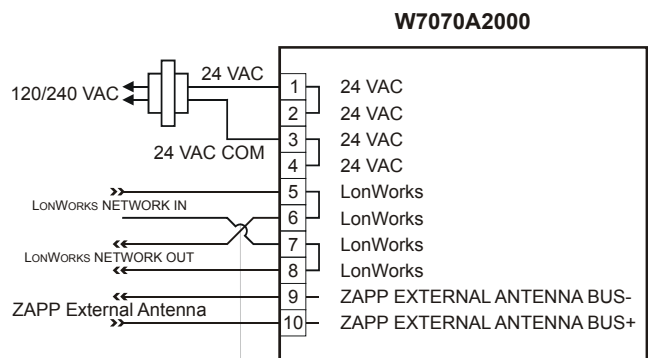 W7070A2000
24 VAC
120/240 VAC
24 VAC COM
1 24 VAC
2 24 VAC
3 24 VAC
4 24 VAC
5 LonWorks
LONWORKS NETWORK IN
6 LonWorks
7 LonWorks
LONWORKS NETWORK OUT
8 LonWorks
9 ZAPP EXTERNAL ANTENNA BUS-
ZAPP External Antenna
10 ZAPP EXTERNAL ANTENNA BUS+